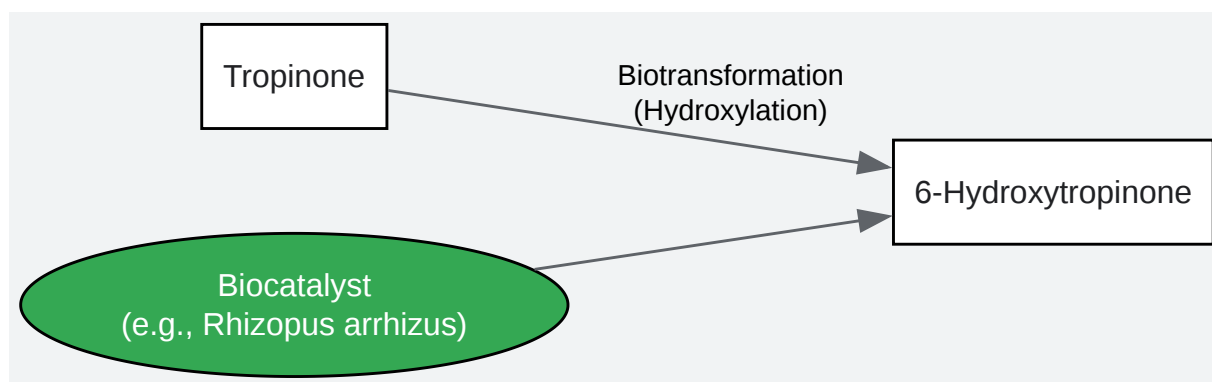 Tropinone
Biotransformation
(Hydroxylation)
6-Hydroxytropinone
Biocatalyst
(e.g., Rhizopus arrhizus)